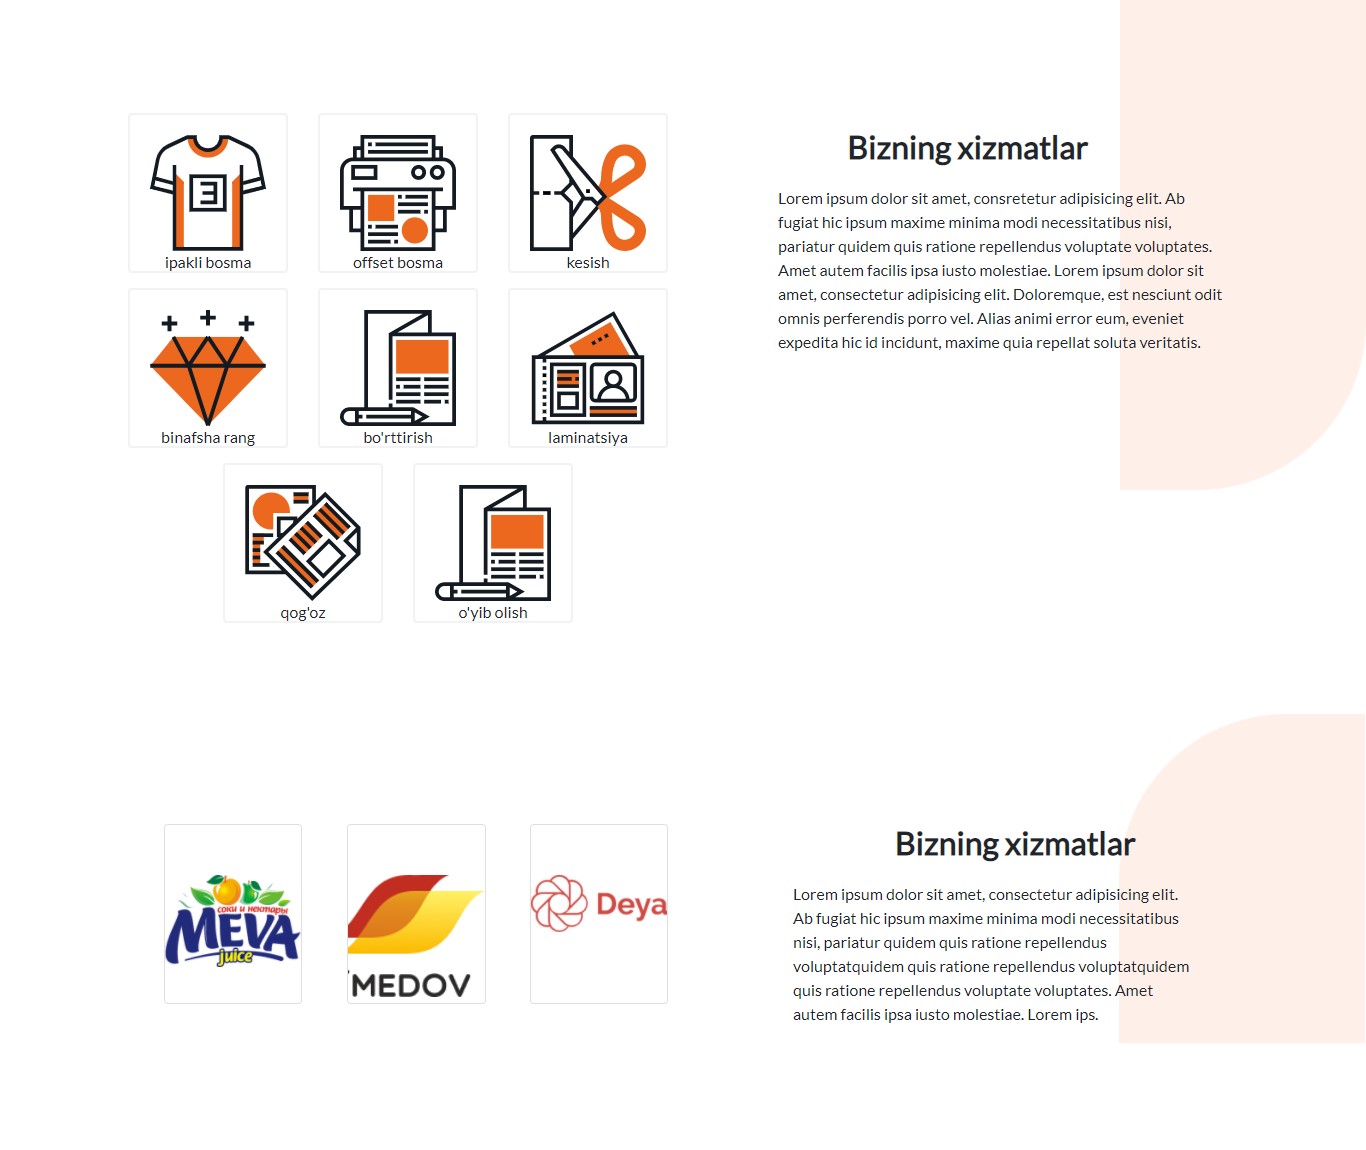 3
ipakli bosma
offset bosma
kesish
binafsha rang
bo'rttirish
laminatsiya
qog'oz
o'yib olish
Bizning xizmatlar
Lorem ipsum dolor sit amet, consretetur adipisicing elit. Ab
fugiat hic ipsum maxime minima modi necessitatibus nisi,
pariatur quidem quis ratione repellendus voluptate voluptates.
Amet autem facilis ipsa iusto molestiae. Lorem ipsum dolor sit
amet, consectetur adipisicing elit. Doloremque, est nesciunt odit
omnis perferendis porro vel. Alias animi error eum, eveniet
expedita hic id incidunt, maxime quia repellat soluta veritatis.
соки и нектары
MEVA
juice
MEDOV
Deya
Bizning xizmatlar
Lorem ipsum dolor sit amet, consectetur adipisicing elit.
Ab fugiat hic ipsum maxime minima modi necessitatibus
nisi, pariatur quidem quis ratione repellendus
voluptatquidem quis ratione repellendus voluptatquidem
quis ratione repellendus voluptate voluptates. Amet
autem facilis ipsa iusto molestiae. Lorem ips.